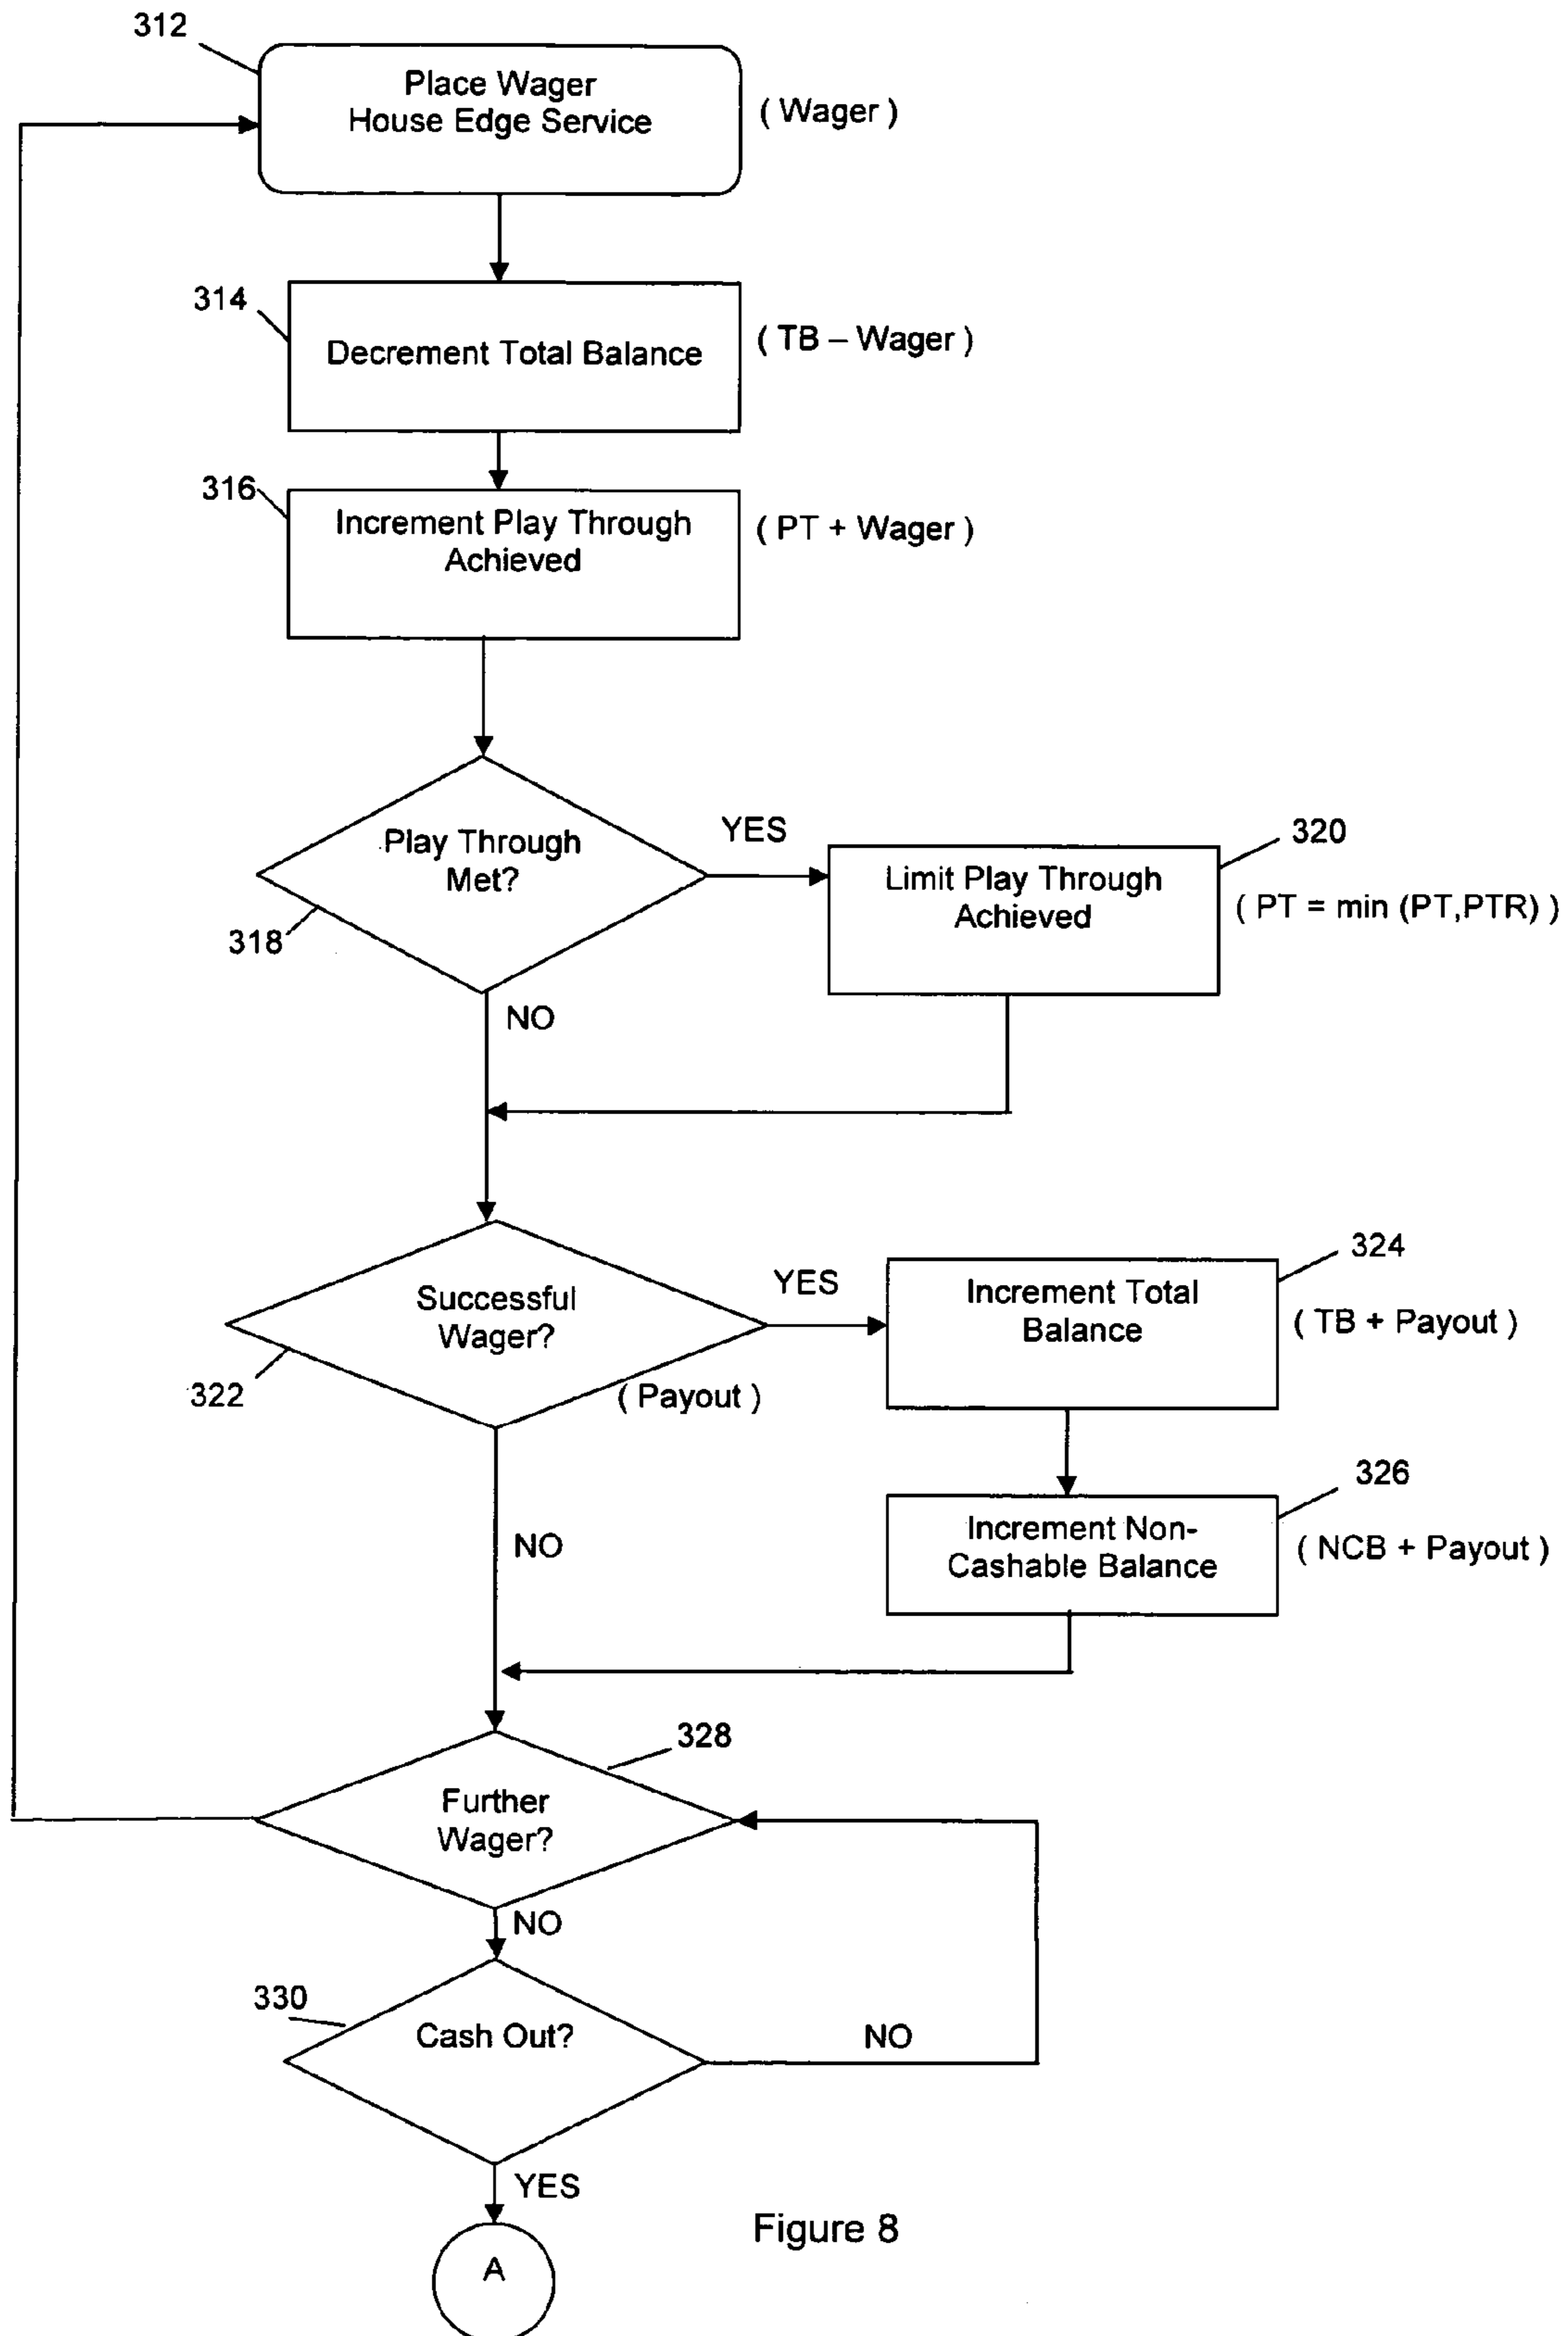 312
Place Wager
House Edge Service
( Wager )
314
Decrement Total Balance
( TB – Wager )
316
Increment Play Through
Achieved
( PT + Wager )
Play Through
Met?
318
YES
Limit Play Through
Achieved
320
( PT = min (PT,PTR) )
NO
Successful
Wager?
322
( Payout )
YES
Increment Total
Balance
324
( TB + Payout )
Increment Non-
Cashable Balance
326
( NCB + Payout )
NO
328
Further
Wager?
NO
330
Cash Out?
NO
YES
A
Figure 8